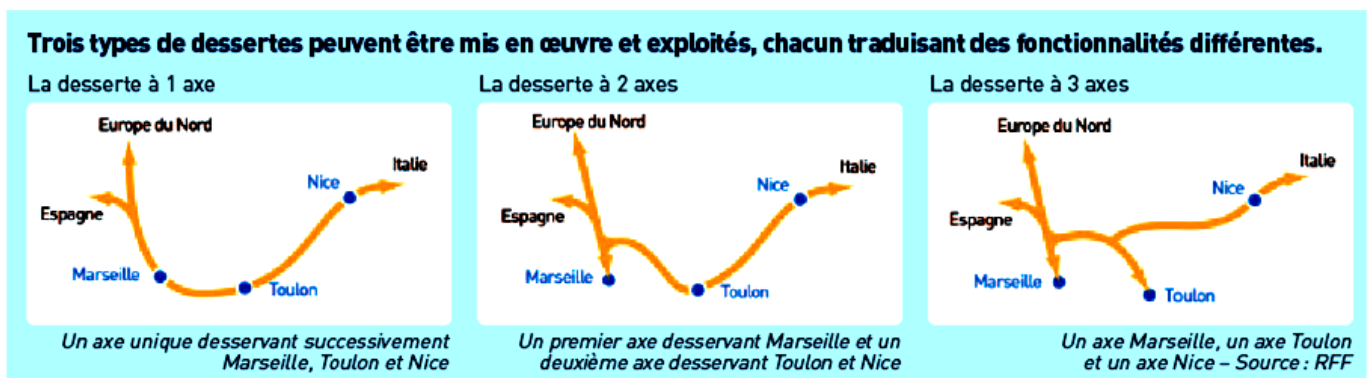 Trois types de dessertes peuvent être mis en œuvre et exploités, chacun traduisant des fonctionnalités différentes.
La desserte à 1 axe
Europe du Nord
Italie
Nice
Espagne
Marseille
Toulon
Un axe unique desservant successivement
Marseille, Toulon et Nice
La desserte à 2 axes
Europe du Nord
Italie
Nice
Espagne
Marseille
Toulon
Un premier axe desservant Marseille et un
deuxième axe desservant Toulon et Nice
La desserte à 3 axes
Europe du Nord
Italie
Nice
Espagne
Marseille
Toulon
Un axe Marseille, un axe Toulon
et un axe Nice – Source : RFF